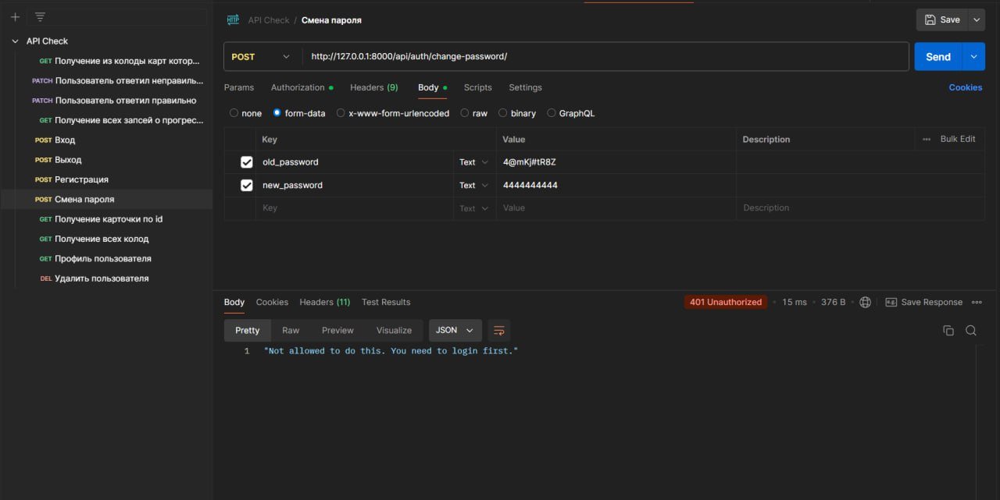 API Check / Смена пароля
Save
API Check
GET Получение из колоды карт котор...
PATCH Пользователь ответил неправиль...
PATCH Пользователь ответил правильно
GET Получение всех запсей о прогрес...
POST Вход
POST Выход
POST Регистрация
POST Смена пароля
GET Получение карточки по id
GET Получение всех колод
GET Профиль пользователя
DEL Удалить пользователя
POST http://127.0.0.1:8000/api/auth/change-password/ Send
Params Authorization Headers (9) Body Scripts Settings Cookies
none form-data x-www-form-urlencoded raw binary GraphQL
Key Value Description Bulk Edit
old_password Text 4@mKj#tR8Z
new_password Text 4444444444
Key Text Value Description
Body Cookies Headers (11) Test Results 401 Unauthorized 15 ms 376 B e.g. Save Response
Pretty Raw Preview Visualize JSON
1 "Not allowed to do this. You need to login first."